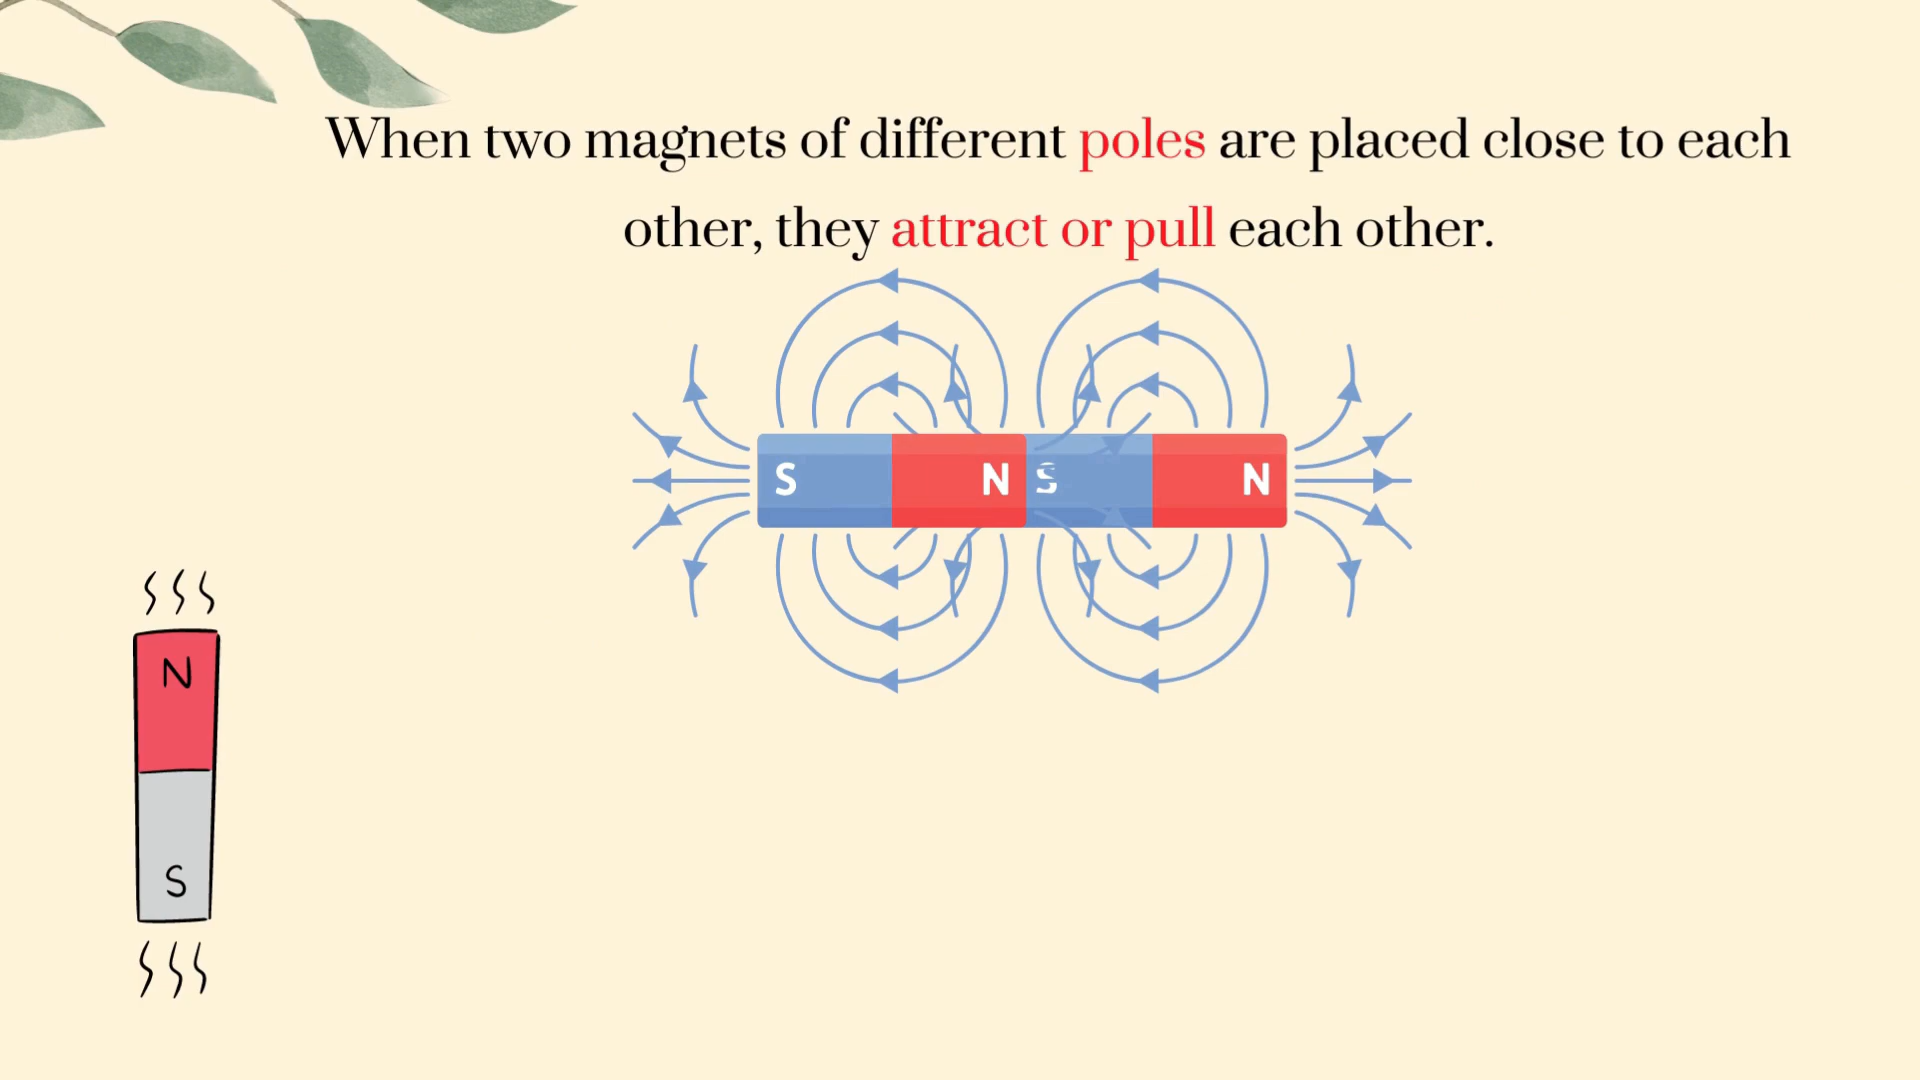 When two magnets of different poles are placed close to each
other, they attract or pull each other.
S N S N
N
S